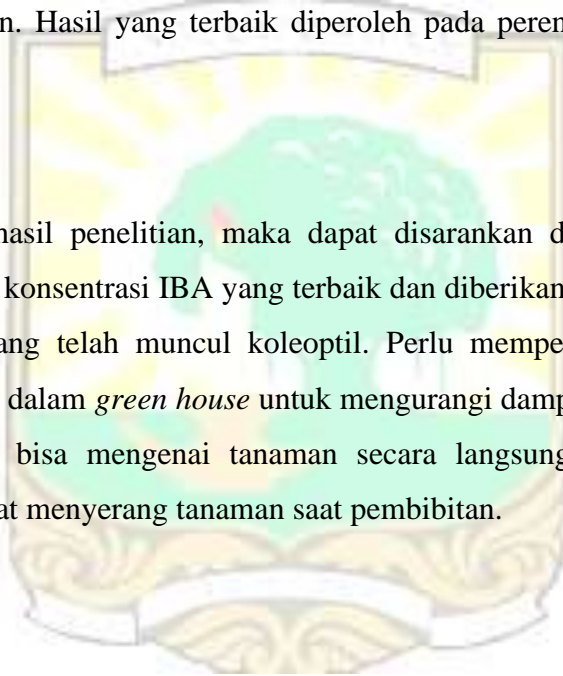 n. Hasil yang terbaik diperoleh pada peren
hasil penelitian, maka dapat disarankan d
konsentrasi IBA yang terbaik dan diberikan
ang telah muncul koleoptil. Perlu mempe
dalam green house untuk mengurangi damp
bisa mengenai tanaman secara langsung
at menyerang tanaman saat pembibitan.